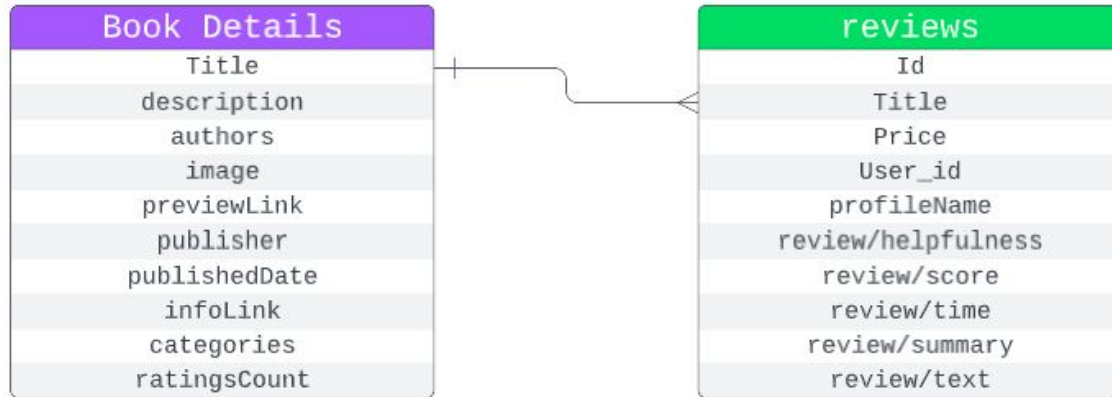 Book Details
Title
description
authors
image
previewLink
publisher
publishedDate
infoLink
categories
ratingsCount
reviews
Id
Title
Price
User_id
profileName
review/helpfulness
review/score
review/time
review/summary
review/text